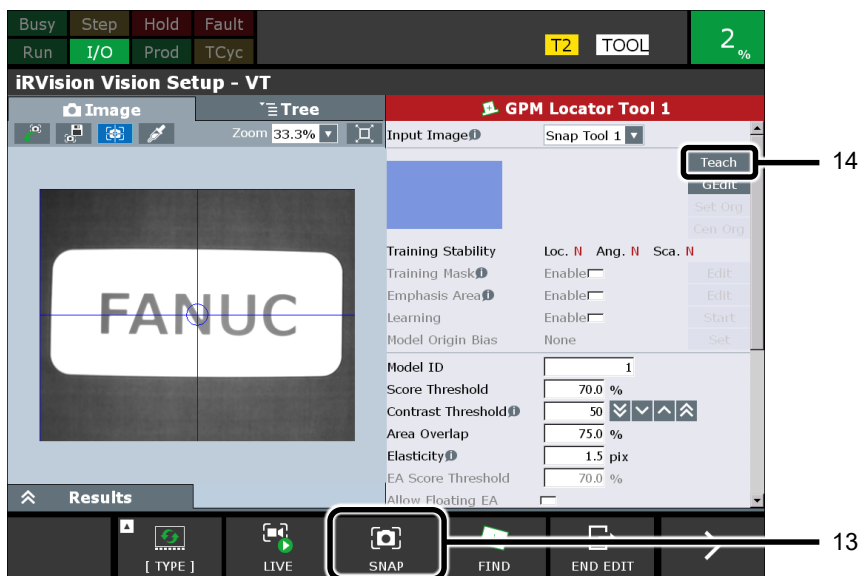 Busy Step Hold Fault
Run I/O Prod TCyc
T2 TOOL
2 %
iRVision Vision Setup - VT
Image
Tree
GPM Locator Tool 1
Zoom 33.3%
Input Image Snap Tool 1
Teach
14
GEdit
Set Org
Cen Org
Training Stability Loc. N Ang. N Sca. N
Training Mask Enable Edit
Emphasis Area Enable Edit
Learning Enable Start
Model Origin Bias None Set
FANUC
Model ID 1
Score Threshold 70.0 %
Contrast Threshold 50
Area Overlap 75.0 %
Elasticity 1.5 pix
EA Score Threshold 70.0 %
Allow Floating EA
Results
[ TYPE ] LIVE SNAP FIND END EDIT
13